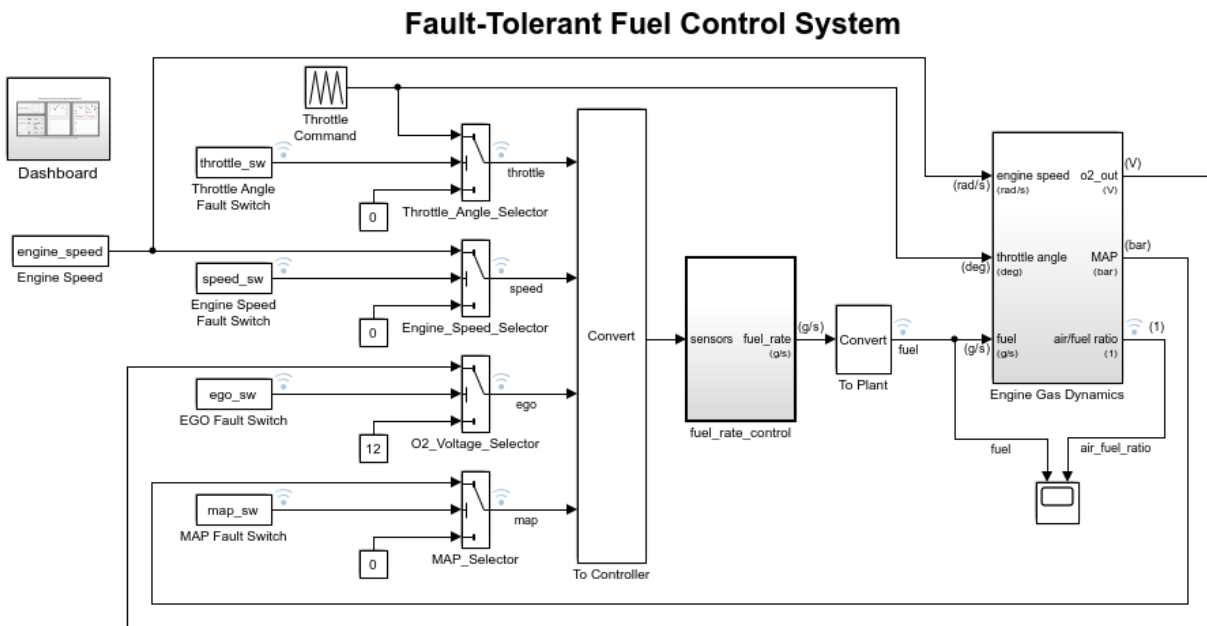 Fault-Tolerant Fuel Control System
Dashboard
Throttle
Command
throttle_sw
Throttle Angle
Fault Switch
0
Throttle_Angle_Selector
throttle
engine_speed
Engine Speed
speed_sw
Engine Speed
Fault Switch
0
Engine_Speed_Selector
speed
ego_sw
EGO Fault Switch
12
O2_Voltage_Selector
ego
map_sw
MAP Fault Switch
0
MAP_Selector
map
Convert
To Controller
sensors
fuel_rate
(g/s)
fuel_rate_control
(g/s)
Convert
To Plant
fuel
(rad/s)
(deg)
(g/s)
engine speed
(rad/s)
o2_out
(V)
throttle angle
(deg)
MAP
(bar)
fuel
(g/s)
air/fuel ratio
(1)
Engine Gas Dynamics
(V)
(bar)
(1)
fuel
air_fuel_ratio